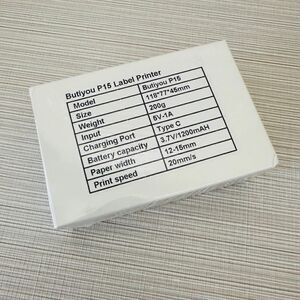 Butiyou P15 Label Printer
Model Butiyou P15
Size 118*77*45mm
Weight 200g
Input 5V-1A
Charging Port Type C
Battery capacity 3.7V/1200mAH
Paper width 12-15mm
Print speed 20mm/s